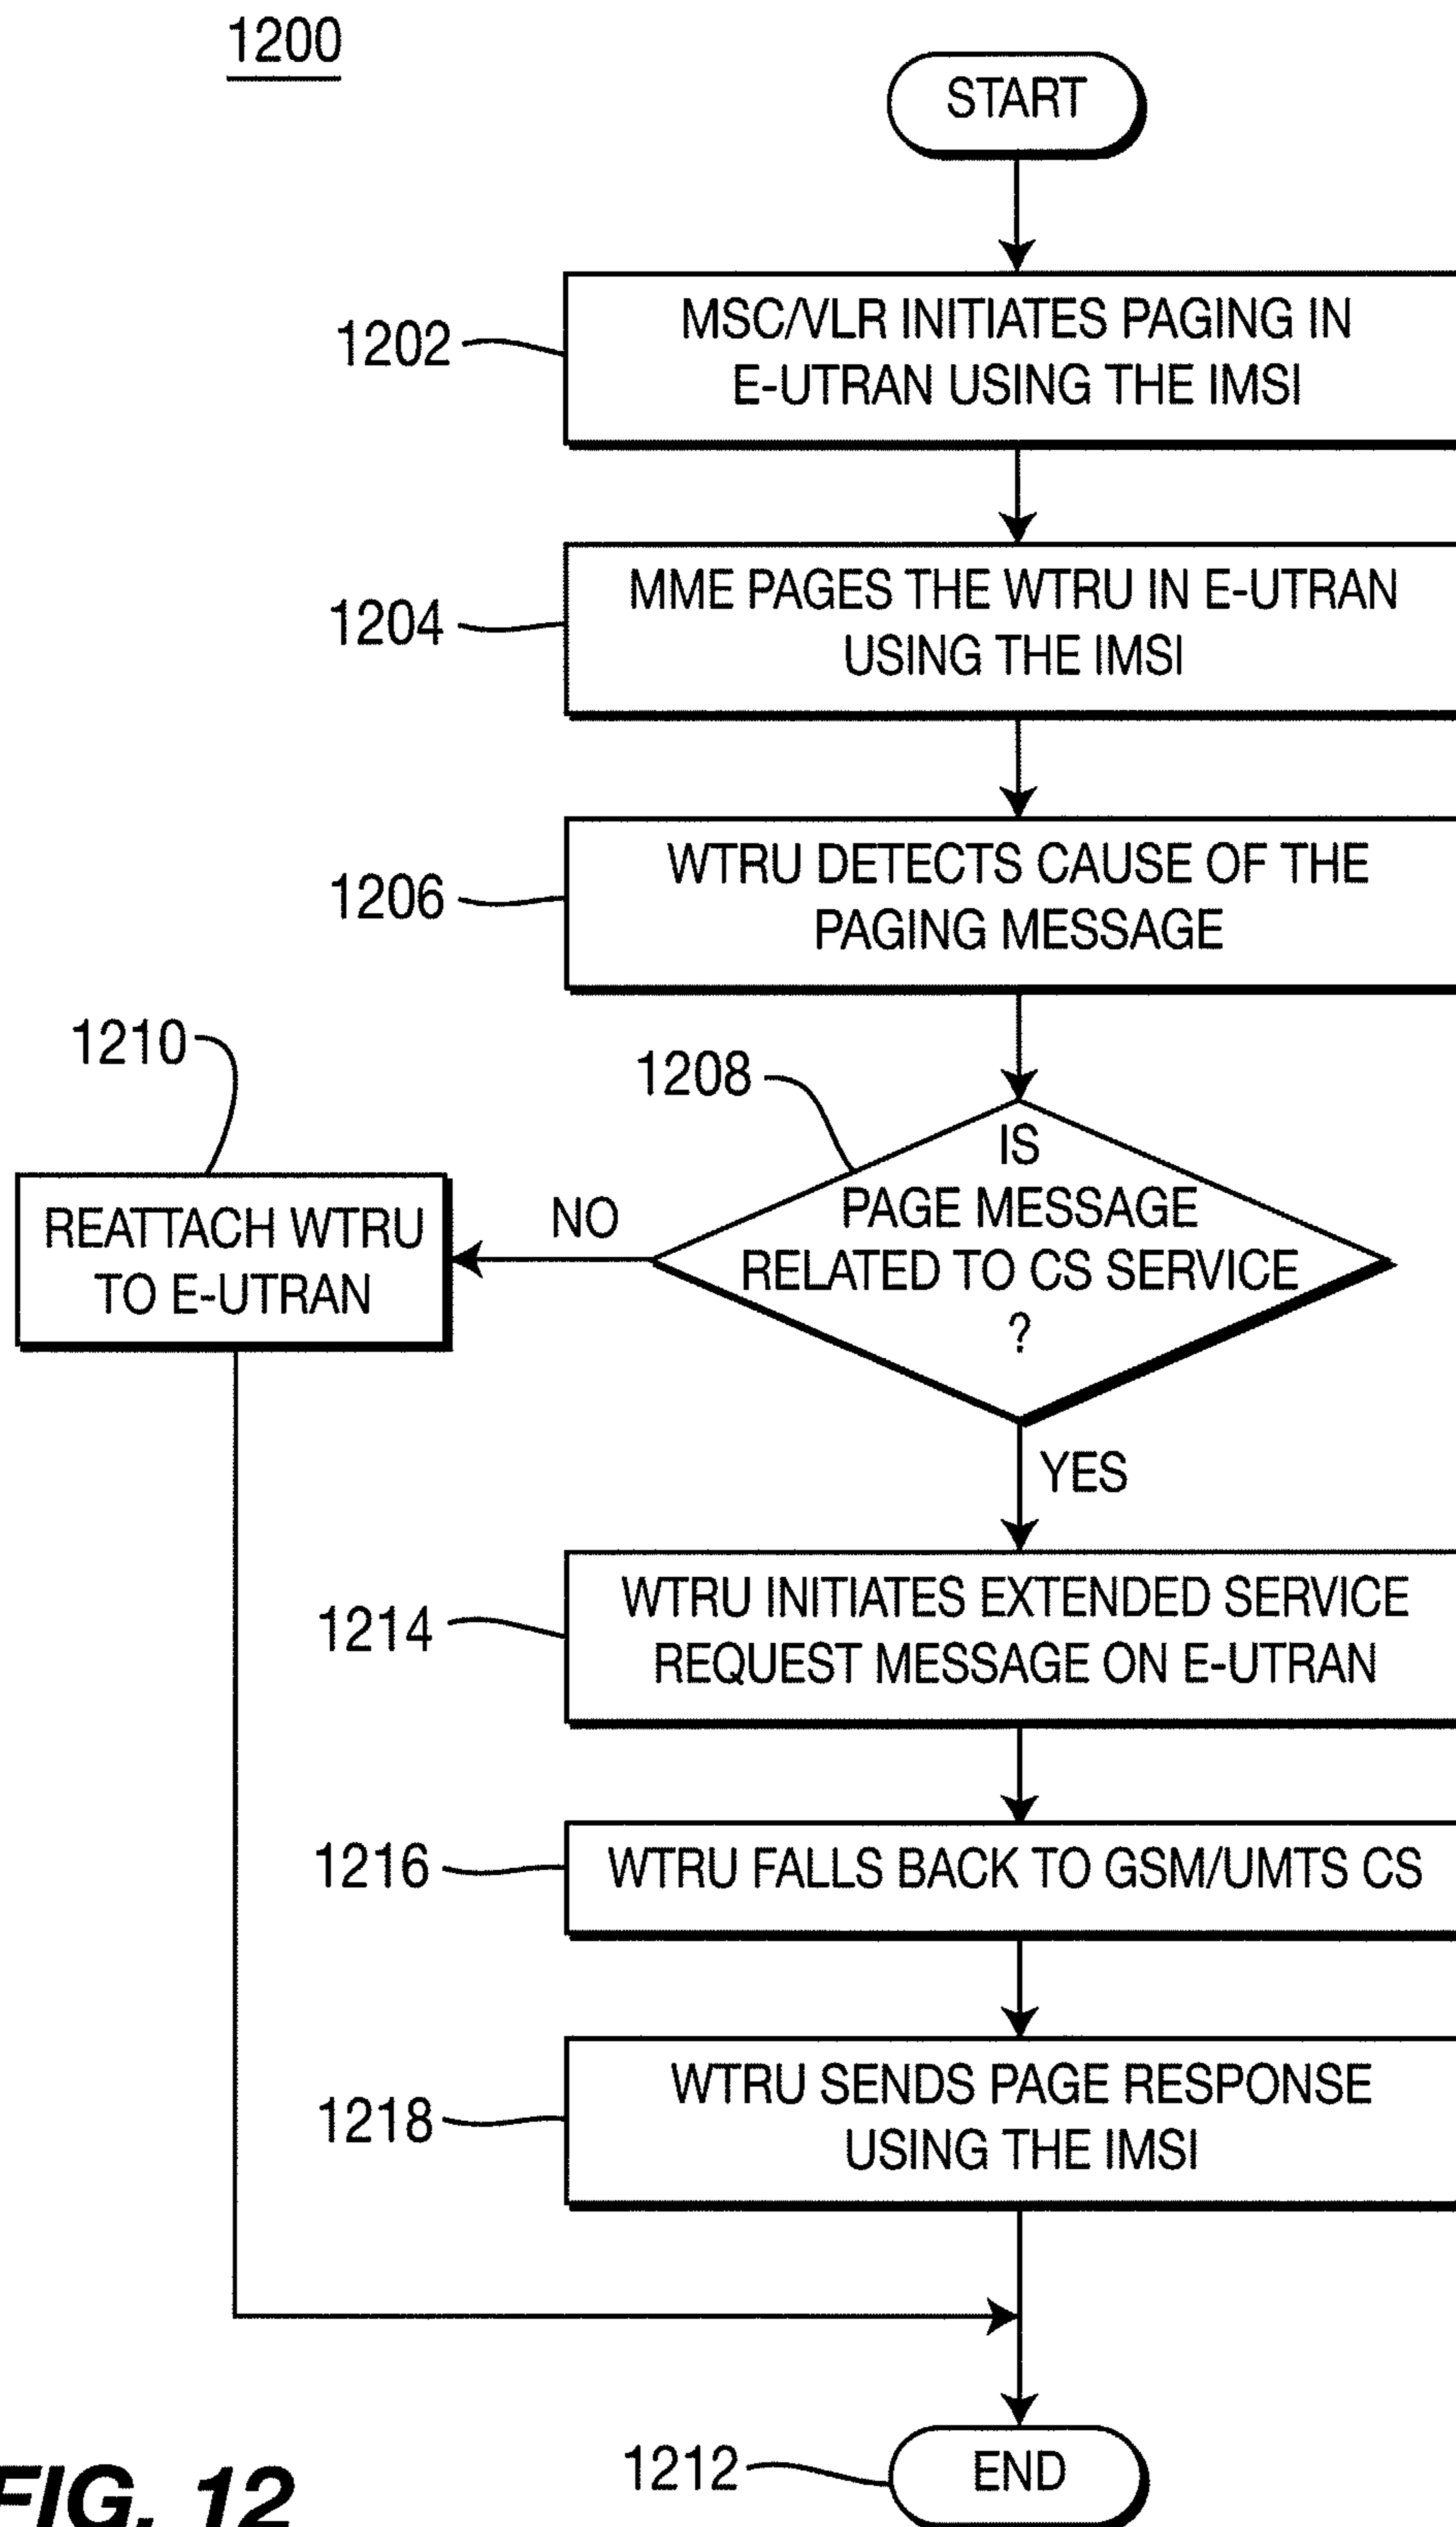 1200
START
1202
MSC/VLR INITIATES PAGING IN
E-UTRAN USING THE IMSI
1204
MME PAGES THE WTRU IN E-UTRAN
USING THE IMSI
1206
WTRU DETECTS CAUSE OF THE
PAGING MESSAGE
1210
1208
REATTACH WTRU
TO E-UTRAN
NO
IS
PAGE MESSAGE
RELATED TO CS SERVICE
?
YES
1214
WTRU INITIATES EXTENDED SERVICE
REQUEST MESSAGE ON E-UTRAN
1216
WTRU FALLS BACK TO GSM/UMTS CS
1218
WTRU SENDS PAGE RESPONSE
USING THE IMSI
1212
END
FIG. 12